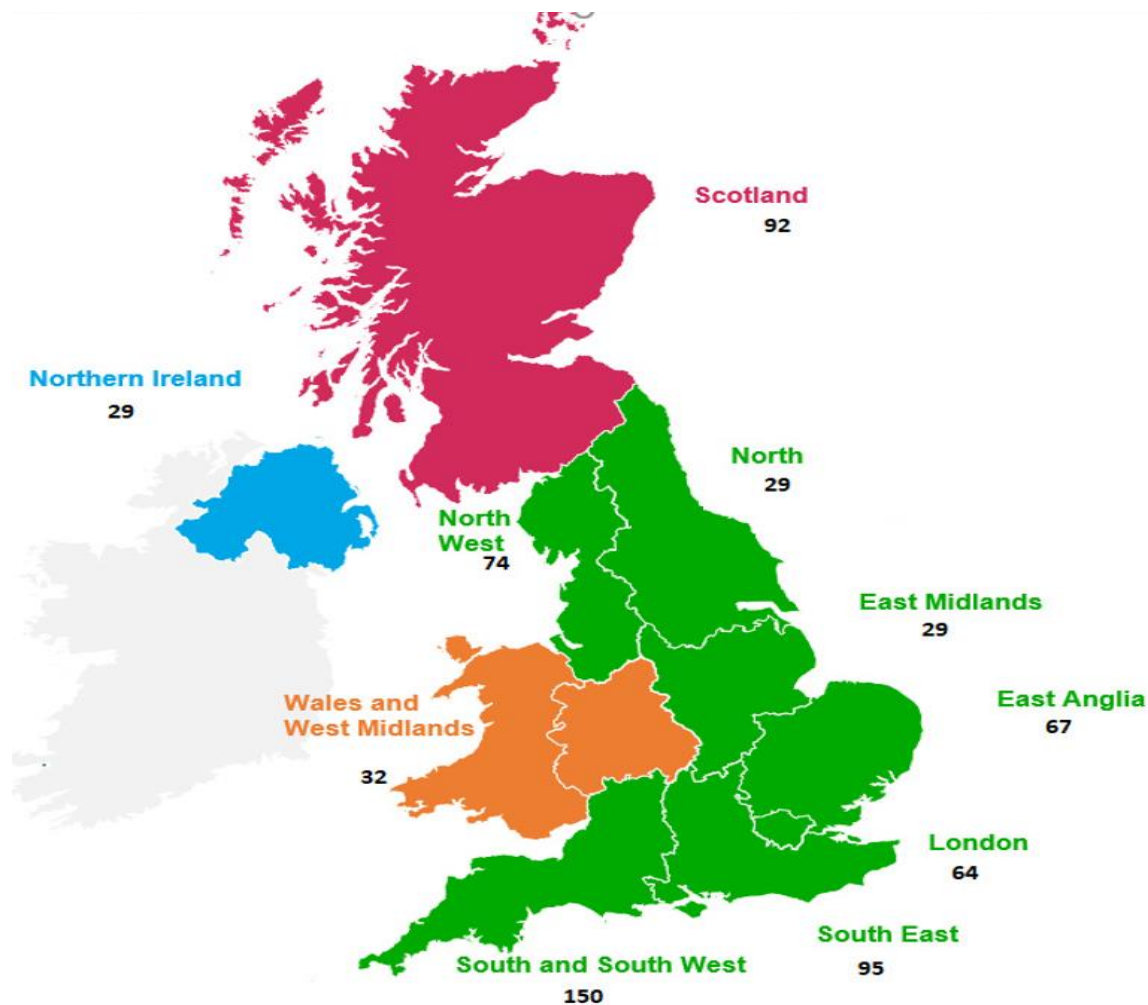 Scotland
92
Northern Ireland
29
North
29
North
West
74
East Midlands
29
East Anglia
67
Wales and
West Midlands
32
London
64
South East
95
South and South West
150